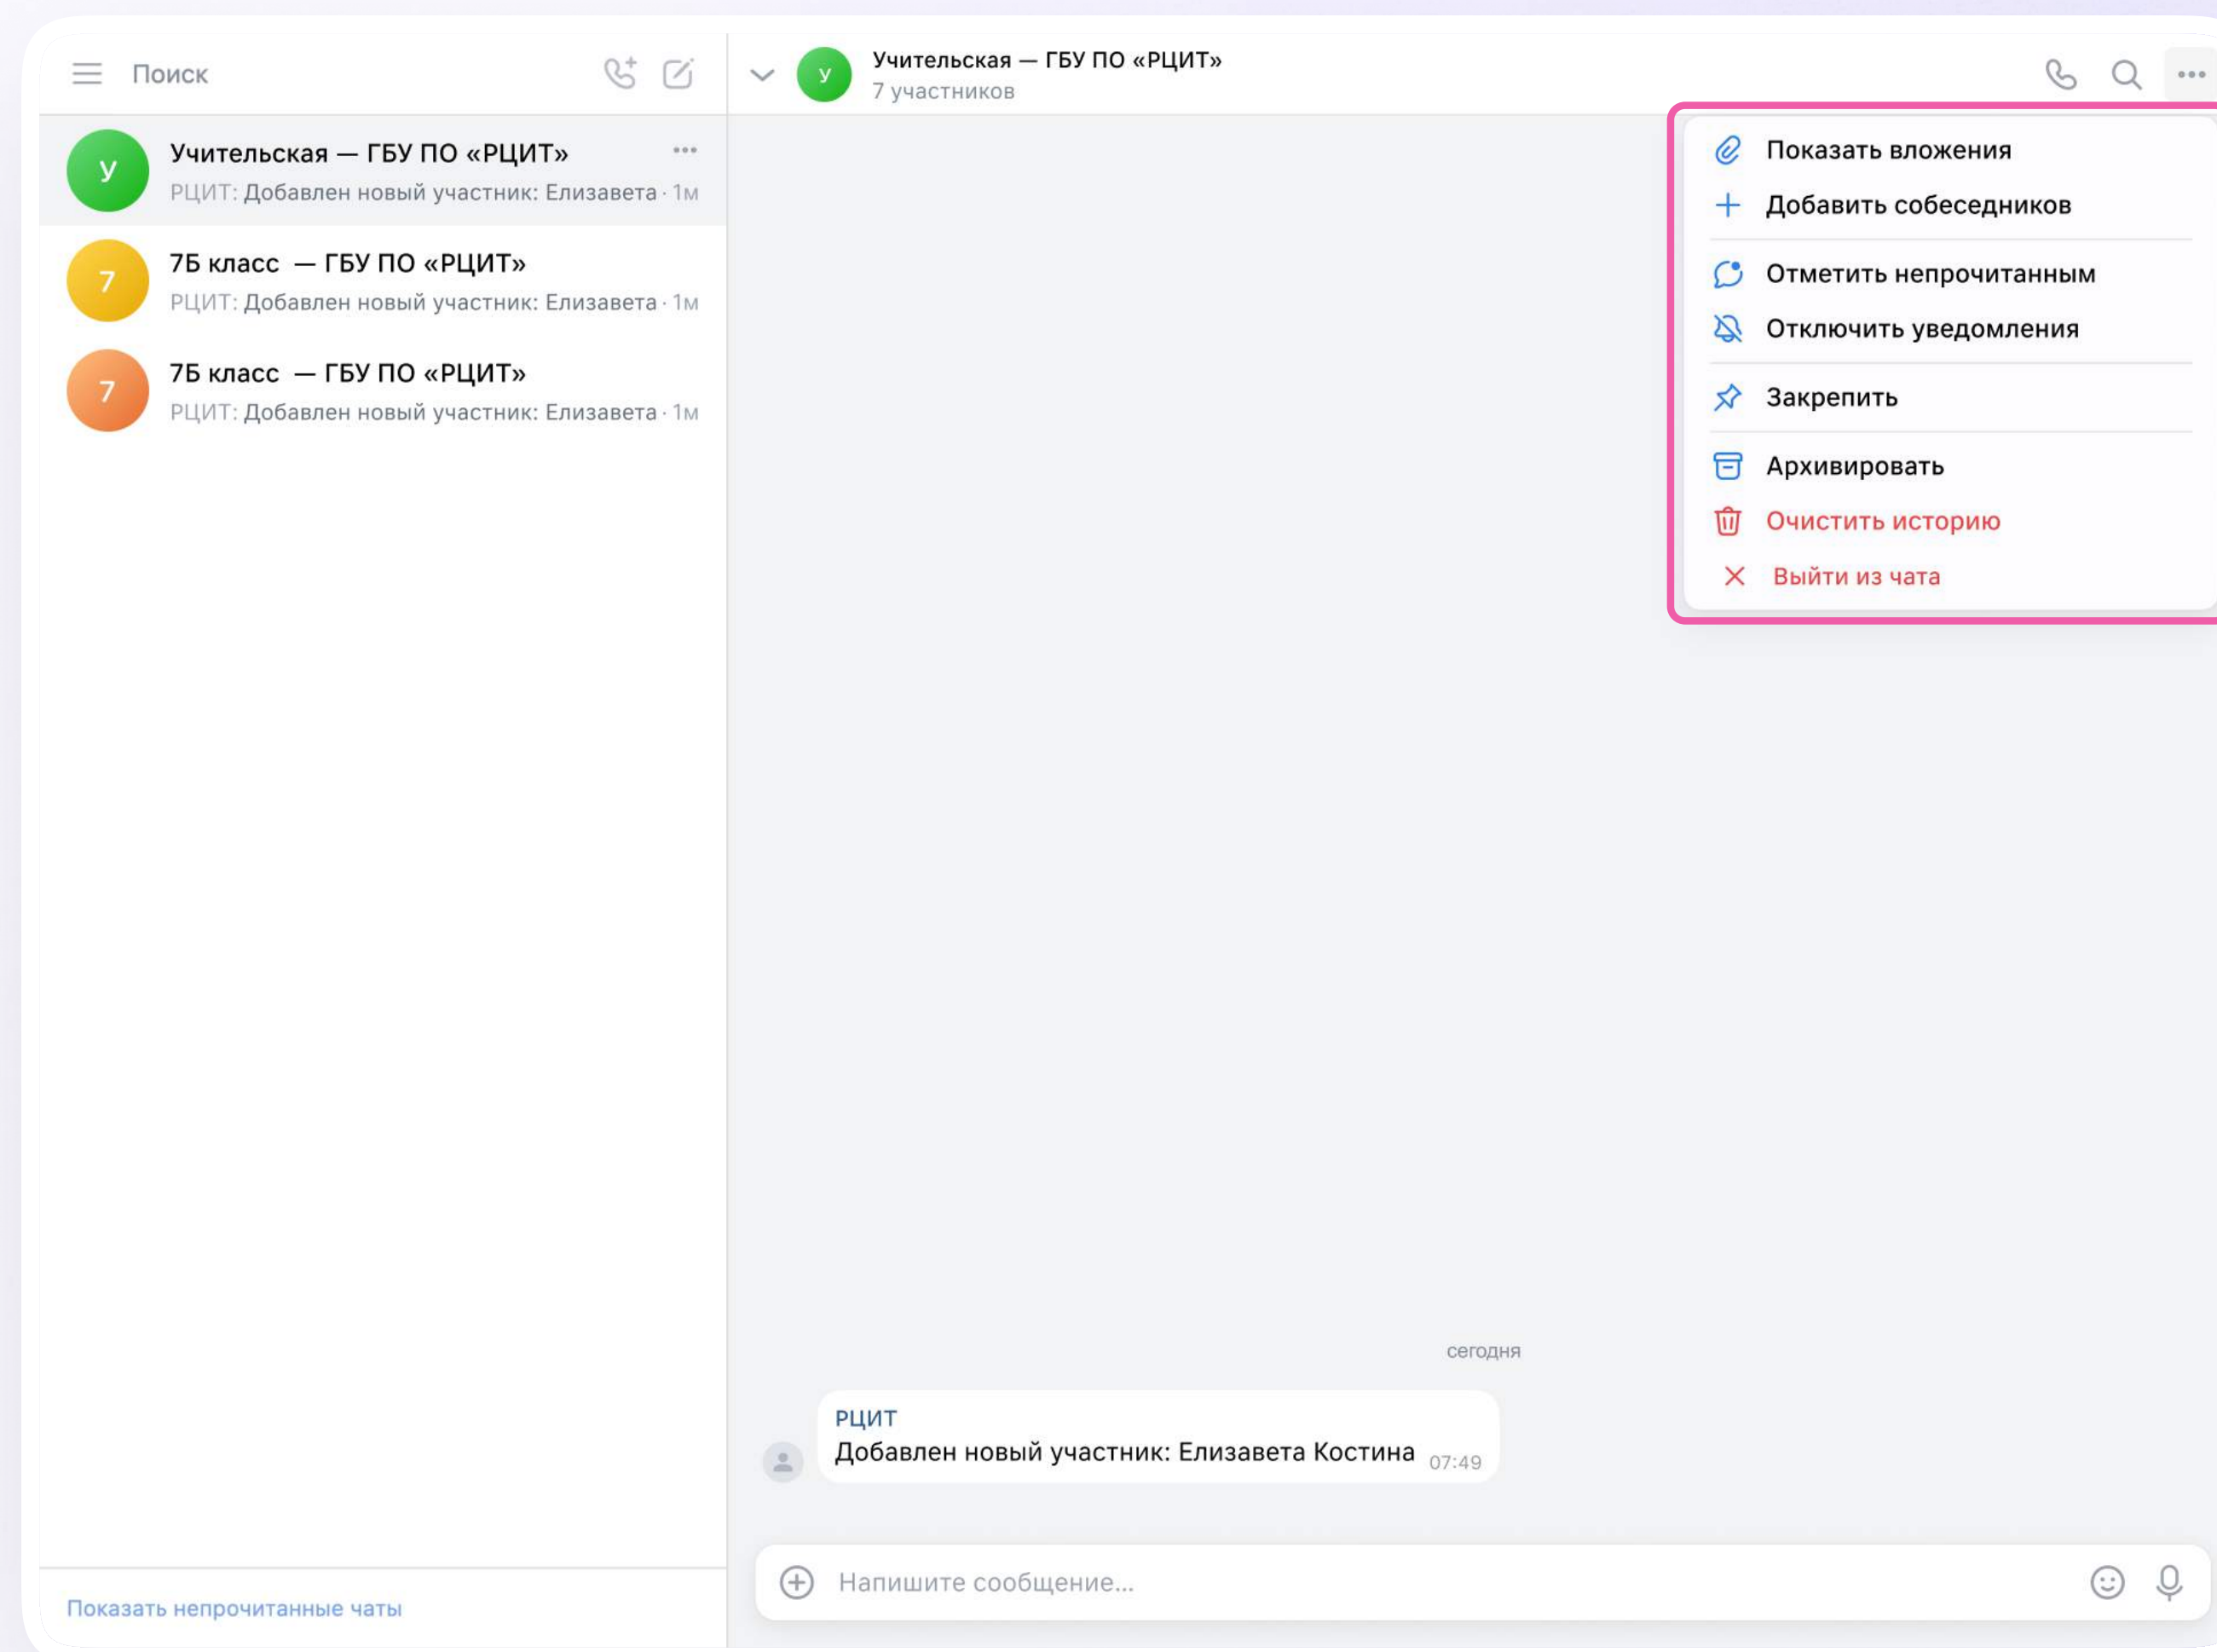 Поиск
У
Учительская — ГБУ ПО «РЦИТ»
7 участников
У
Учительская — ГБУ ПО «РЦИТ»
РЦИТ: Добавлен новый участник: Елизавета · 1м
7
7Б класс — ГБУ ПО «РЦИТ»
РЦИТ: Добавлен новый участник: Елизавета · 1м
7
7Б класс — ГБУ ПО «РЦИТ»
РЦИТ: Добавлен новый участник: Елизавета · 1м
Показать вложения
Добавить собеседников
Отметить непрочитанным
Отключить уведомления
Закрепить
Архивировать
Очистить историю
Выйти из чата
сегодня
РЦИТ
Добавлен новый участник: Елизавета Костина 07:49
Напишите сообщение...
Показать непрочитанные чаты